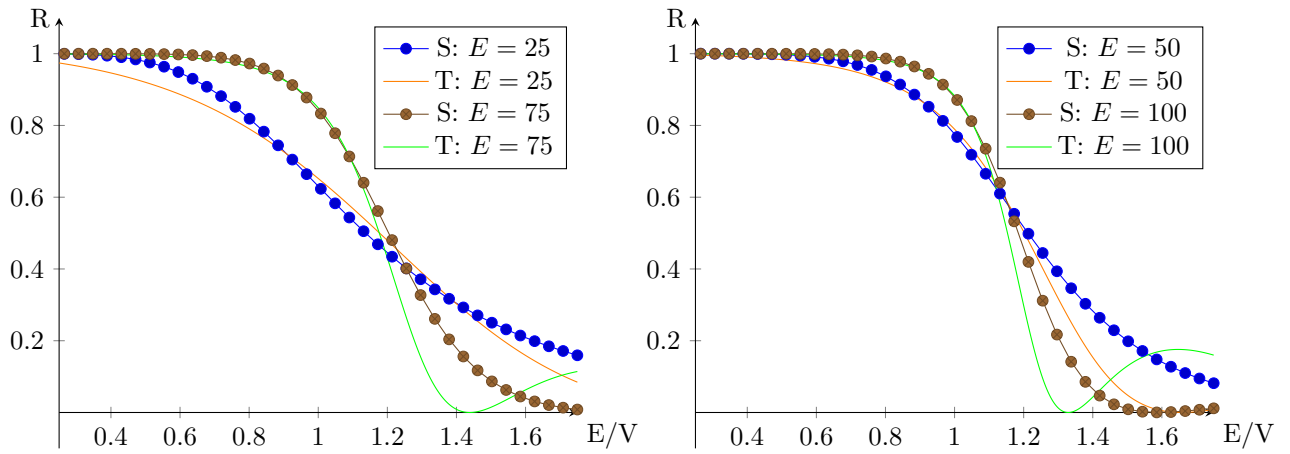 R
1
0.8
0.6
0.4
0.2
0.4 0.6 0.8 1 1.2 1.4 1.6
E/V
S: E = 25
T: E = 25
S: E = 75
T: E = 75
R
1
0.8
0.6
0.4
0.2
0.4 0.6 0.8 1 1.2 1.4 1.6
E/V
S: E = 50
T: E = 50
S: E = 100
T: E = 100